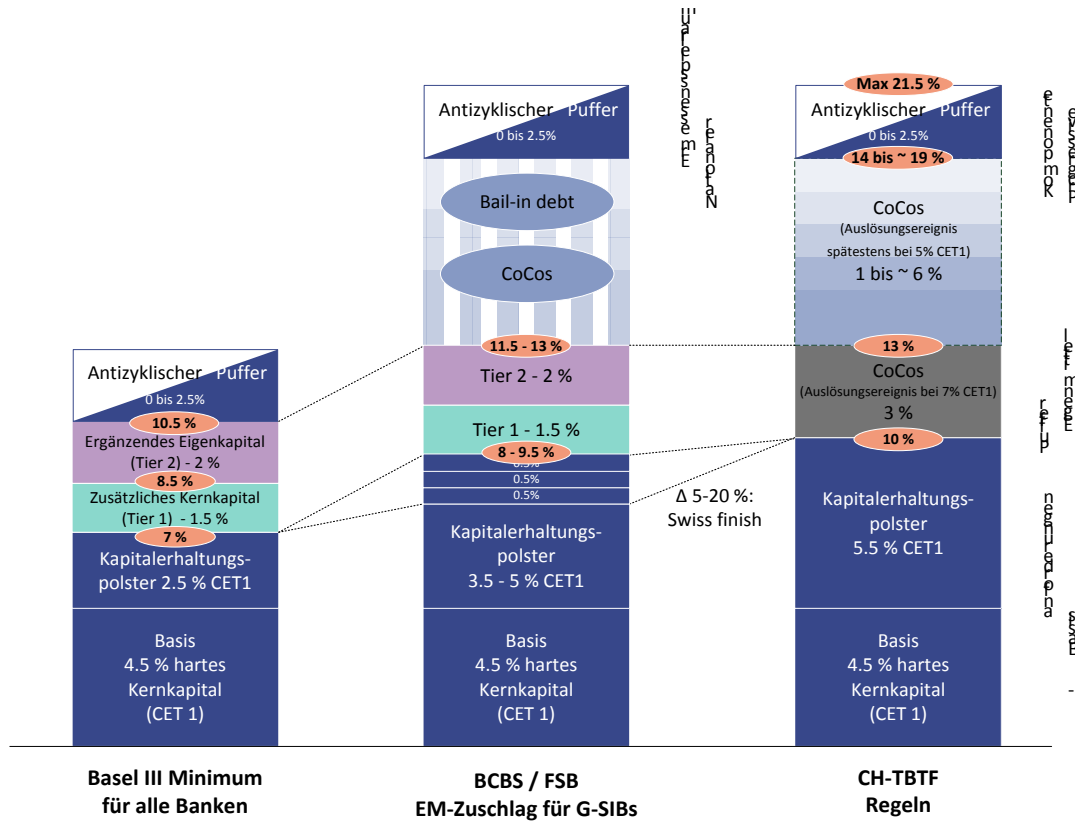 Antizyklischer Puffer
0 bis 2.5%
10.5 %
Ergänzendes Eigenkapital
(Tier 2) - 2 %
8.5 %
Zusätzliches Kernkapital
(Tier 1) - 1.5 %
7 %
Kapitalerhaltungs-
polster 2.5 % CET1
Basis
4.5 % hartes
Kernkapital
(CET 1)
Basel III Minimum
für alle Banken
Antizyklischer Puffer
0 bis 2.5%
Bail-in debt
CoCos
11.5 - 13 %
Tier 2 - 2 %
Tier 1 - 1.5 %
8 - 9.5 %
0.5%
0.5%
0.5%
Kapitalerhaltungs-
polster
3.5 - 5 % CET1
Basis
4.5 % hartes
Kernkapital
(CET 1)
BCBS / FSB
EM-Zuschlag für G-SIBs
Δ 5-20 %:
Swiss finish
Max 21.5 %
Antizyklischer Puffer
0 bis 2.5%
14 bis ~ 19 %
CoCos
(Auslösungsereignis
spätestens bei 5% CET1)
1 bis ~ 6 %
13 %
CoCos
(Auslösungsereignis bei 7% CET1)
3 %
10 %
Kapitalerhaltungs-
polster
5.5 % CET1
Basis
4.5 % hartes
Kernkapital
(CET 1)
CH-TBTF
Regeln